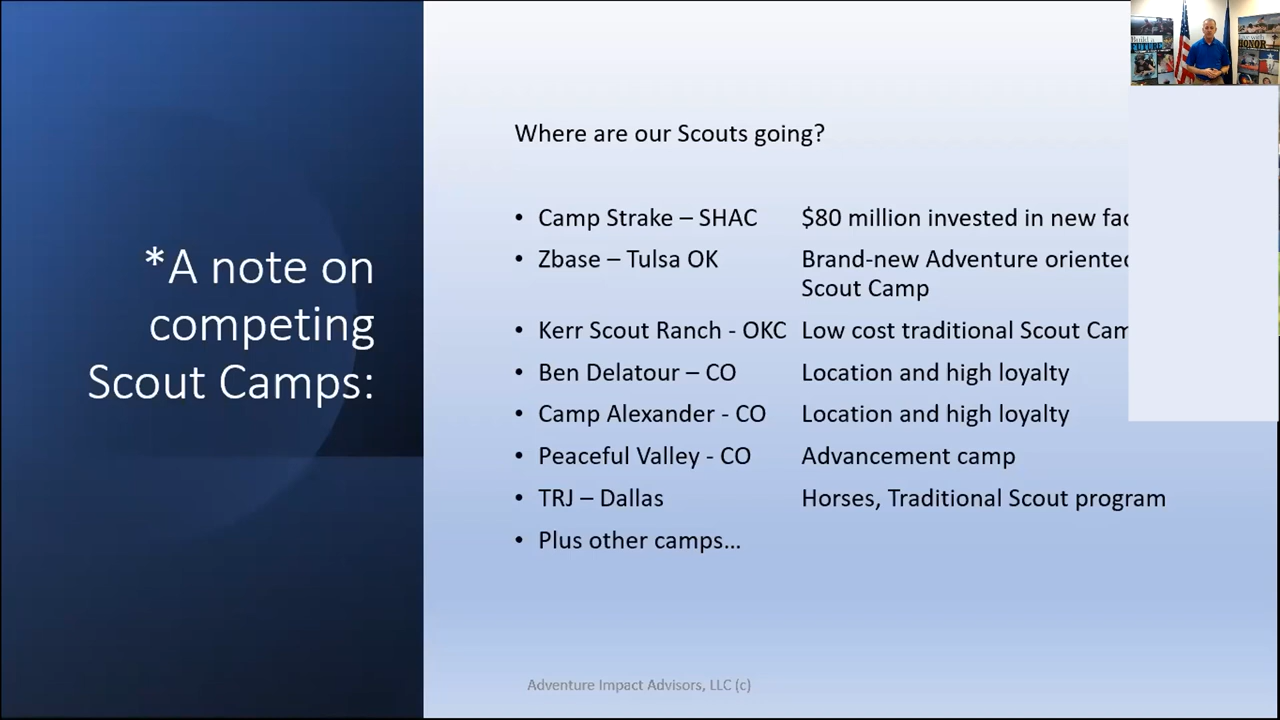 *A note on
competing
Scout Camps:
Where are our Scouts going?
• Camp Strake – SHAC $80 million invested in new
• Zbase – Tulsa OK Brand-new Adventure oriented
Scout Camp
• Kerr Scout Ranch - OKC Low cost traditional Scout
• Ben Delatour – CO Location and high loyalty
• Camp Alexander - CO Location and high loyalty
• Peaceful Valley - CO Advancement camp
• TRJ – Dallas Horses, Traditional Scout program
• Plus other camps…
Adventure Impact Advisors, LLC (c)
Build a
FUTURE
HONOR